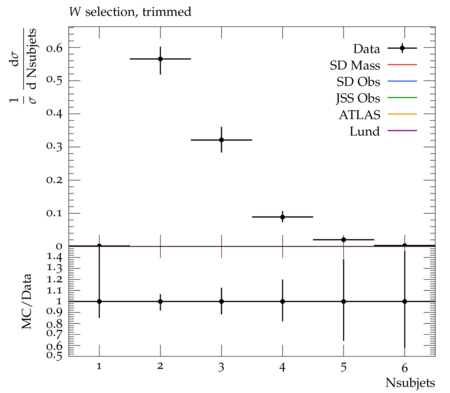 W selection, trimmed
1/σ dσ/d Nsubjets
Data
SD Mass
SD Obs
JSS Obs
ATLAS
Lund
0.6
0.5
0.4
0.3
0.2
0.1
0
MC/Data
1.4
1.3
1.2
1.1
1
0.9
0.8
0.7
0.6
0.5
1 2 3 4 5 6
Nsubjets